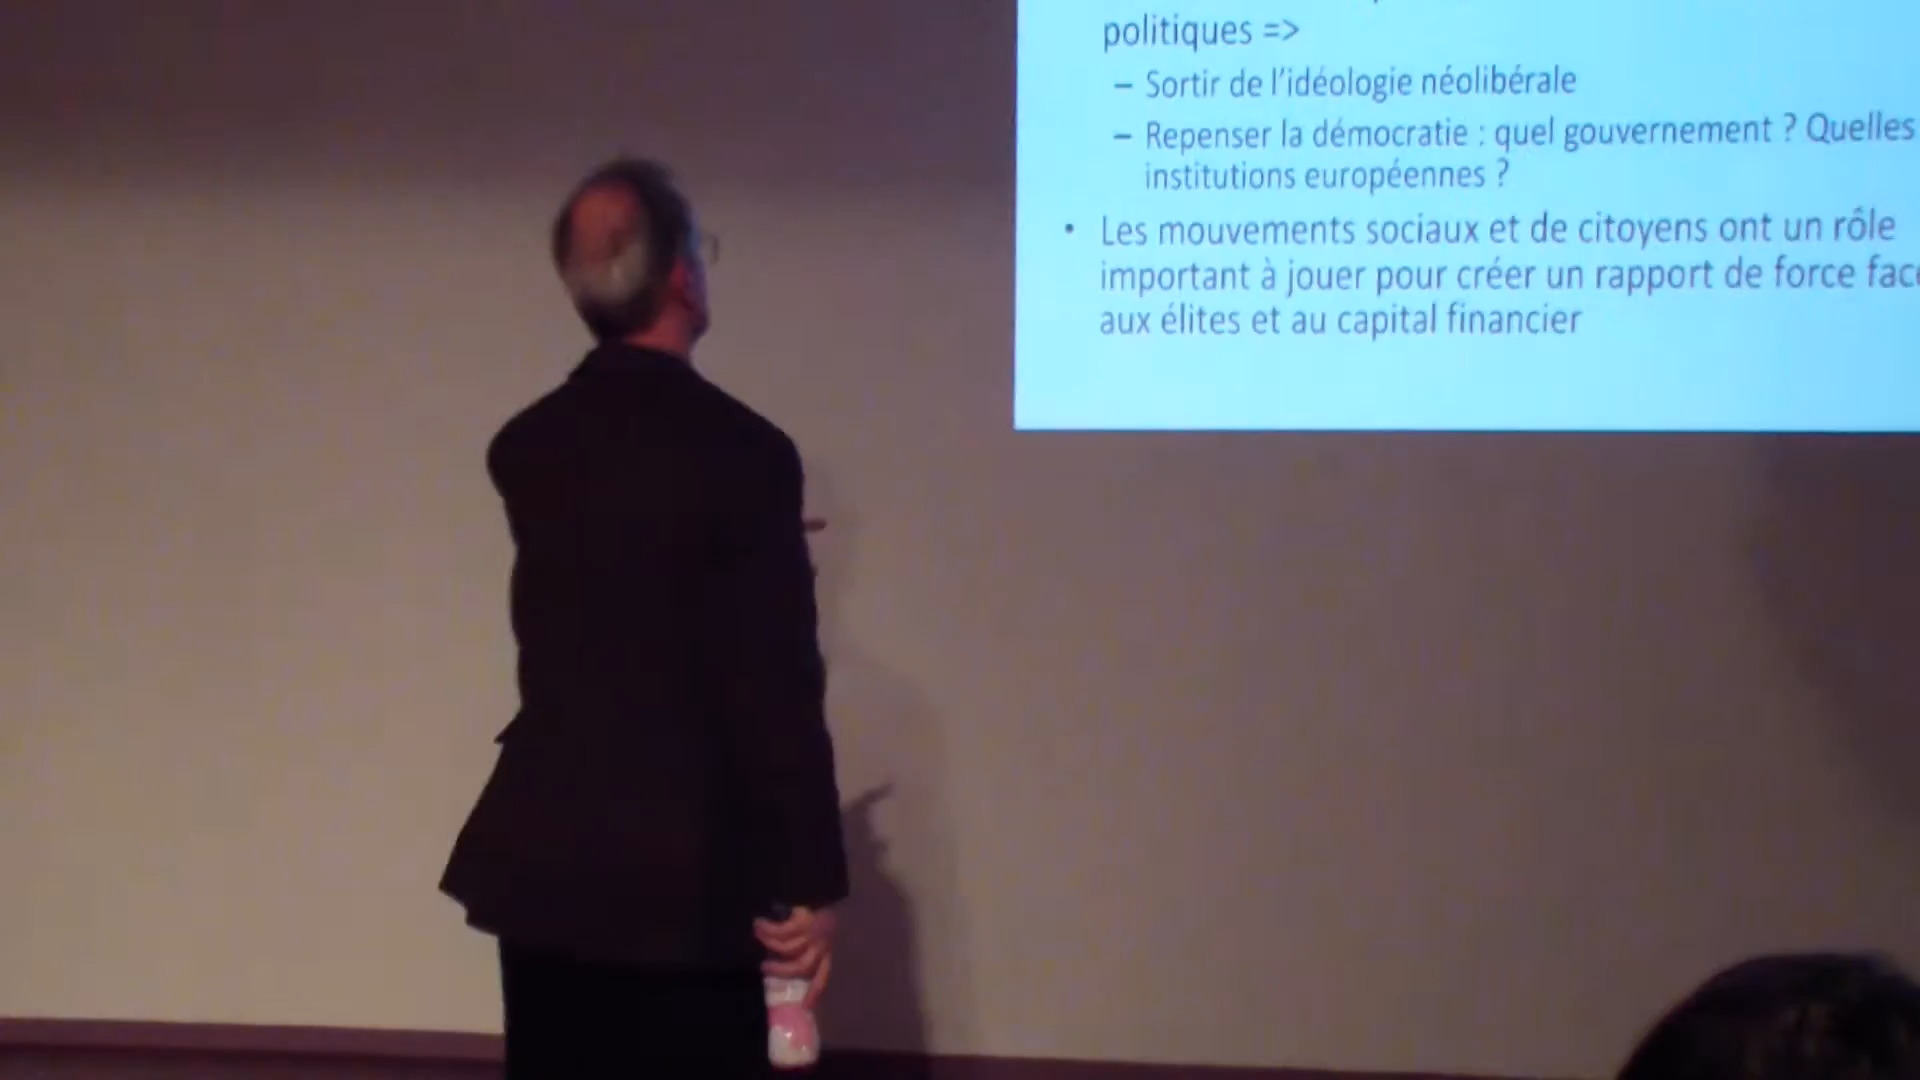 politiques =>
– Sortir de l'idéologie néolibérale
– Repenser la démocratie : quel gouvernement ? Quelles
institutions européennes ?
• Les mouvements sociaux et de citoyens ont un rôle
important à jouer pour créer un rapport de force face
aux élites et au capital financier